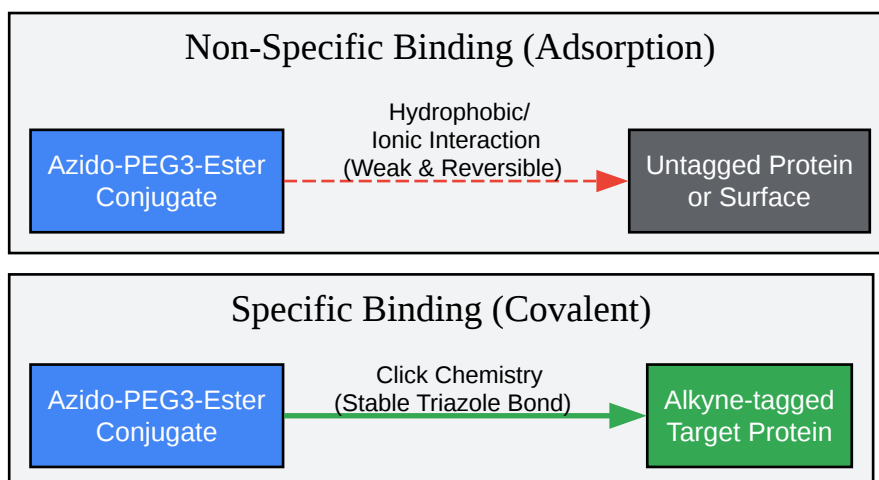 Non-Specific Binding (Adsorption)
Hydrophobic/
Ionic Interaction
(Weak & Reversible)
Azido-PEG3-Ester
Conjugate
Untagged Protein
or Surface
Specific Binding (Covalent)
Click Chemistry
(Stable Triazole Bond)
Azido-PEG3-Ester
Conjugate
Alkyne-tagged
Target Protein